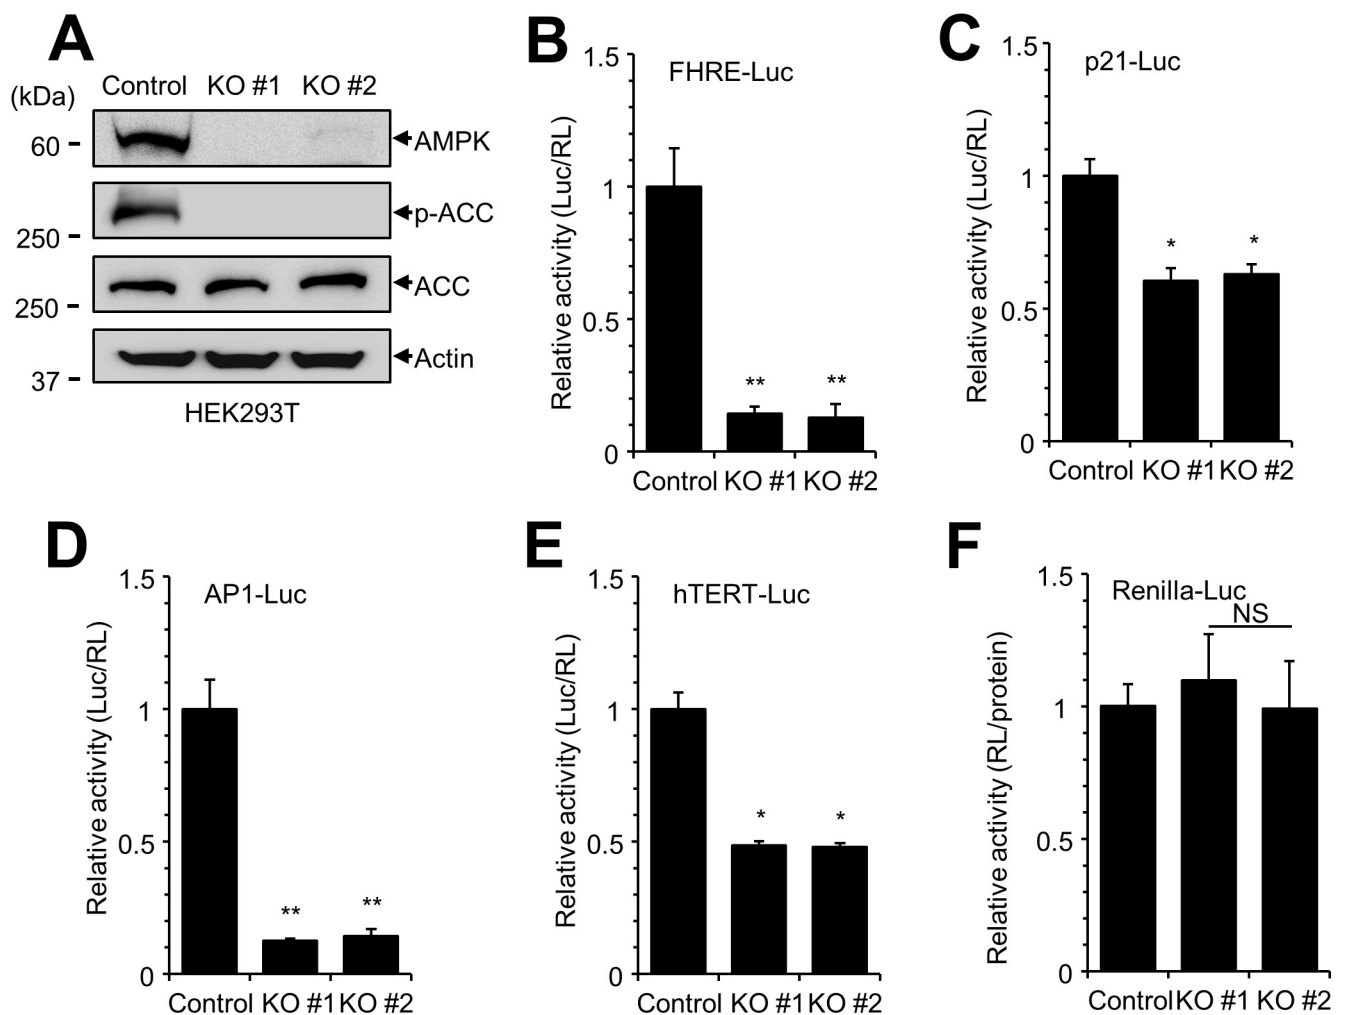 A
Control KO #1 KO #2
(kDa)
60
AMPK
p-ACC
250
ACC
250
Actin
37
HEK293T
B
FHRE-Luc
Relative activity (Luc/RL)
1.5
1
0.5
0
**
**
Control KO #1 KO #2
C
p21-Luc
Relative activity (Luc/RL)
1.5
1
0.5
0
*
*
Control KO #1 KO #2
D
AP1-Luc
Relative activity (Luc/RL)
1.5
1
0.5
0
**
**
Control KO #1 KO #2
E
hTERT-Luc
Relative activity (Luc/RL)
1.5
1
0.5
0
*
*
Control KO #1 KO #2
F
Renilla-Luc
NS
Relative activity (RL/protein)
1.5
1
0.5
0
Control KO #1 KO #2